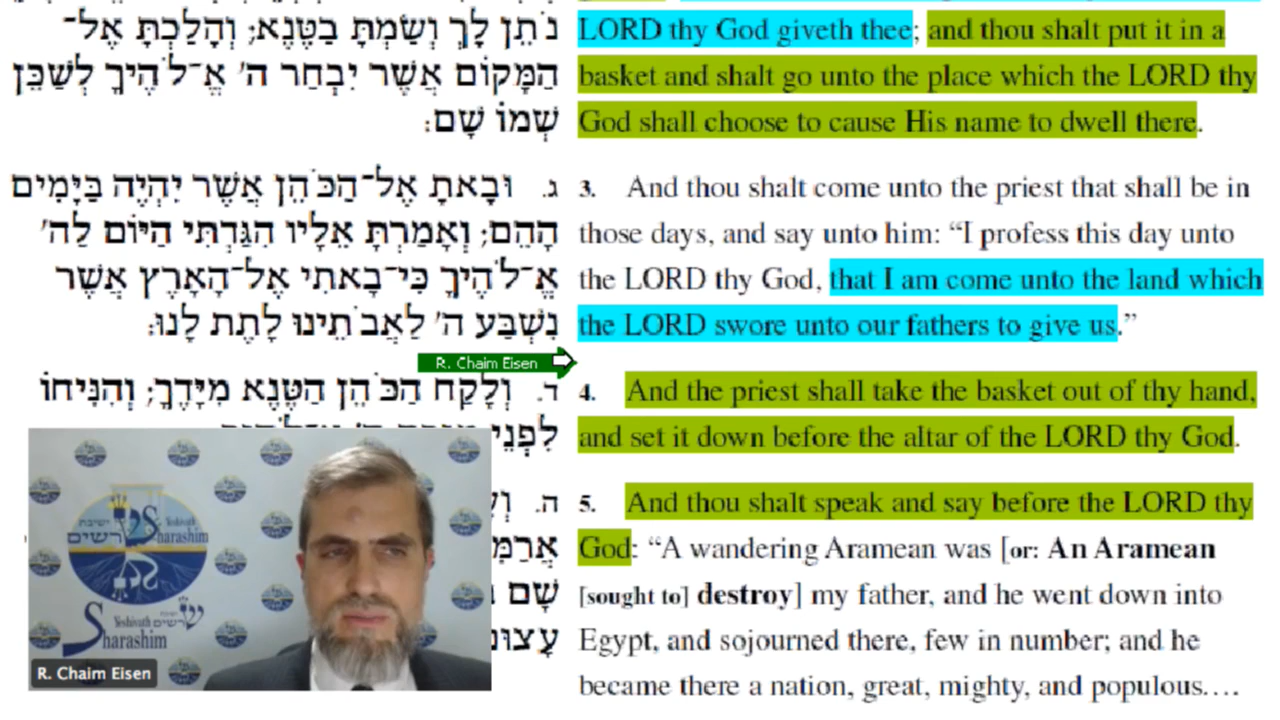 נֹתֵן לָךְ וְשַׂמְתָּ בַטֶּנֶא; וְהָלַכְתָּ אֶל־
הַמָּקוֹם אֲשֶׁר יִבְחַר ה' אֱ־לֹהֶיךָ לְשַׁכֵּן
שְׁמוֹ שָׁם:
ג. וּבָאתָ אֶל־הַכֹּהֵן אֲשֶׁר יִהְיֶה בַּיָּמִים
הָהֵם; וְאָמַרְתָּ אֵלָיו הִגַּדְתִּי הַיּוֹם לַה'
אֱ־לֹהֶיךָ כִּי־בָאתִי אֶל־הָאָרֶץ אֲשֶׁר
נִשְׁבַּע ה' לַאֲבֹתֵינוּ לָתֶת לָנוּ:
ד. וְלָקַח הַכֹּהֵן הַטֶּנֶא מִיָּדֶךָ; וְהִנִּיחוֹ
לִפְנֵי
ה.
שָׁם
LORD thy God giveth thee; and thou shalt put it in a
basket and shalt go unto the place which the LORD thy
God shall choose to cause His name to dwell there.
3. And thou shalt come unto the priest that shall be in
those days, and say unto him: “I profess this day unto
the LORD thy God, that I am come unto the land which
the LORD swore unto our fathers to give us.”
4. And the priest shall take the basket out of thy hand,
and set it down before the altar of the LORD thy God.
5. And thou shalt speak and say before the LORD thy
God: “A wandering Aramean was [or: An Aramean
[sought to] destroy] my father, and he went down into
Egypt, and sojourned there, few in number; and he
became there a nation, great, mighty, and populous....
R. Chaim Eisen
ישיבת
שרשים
Yeshivath
Sharashim
Yeshivath
שרשים
Sharashim
R. Chaim Eisen